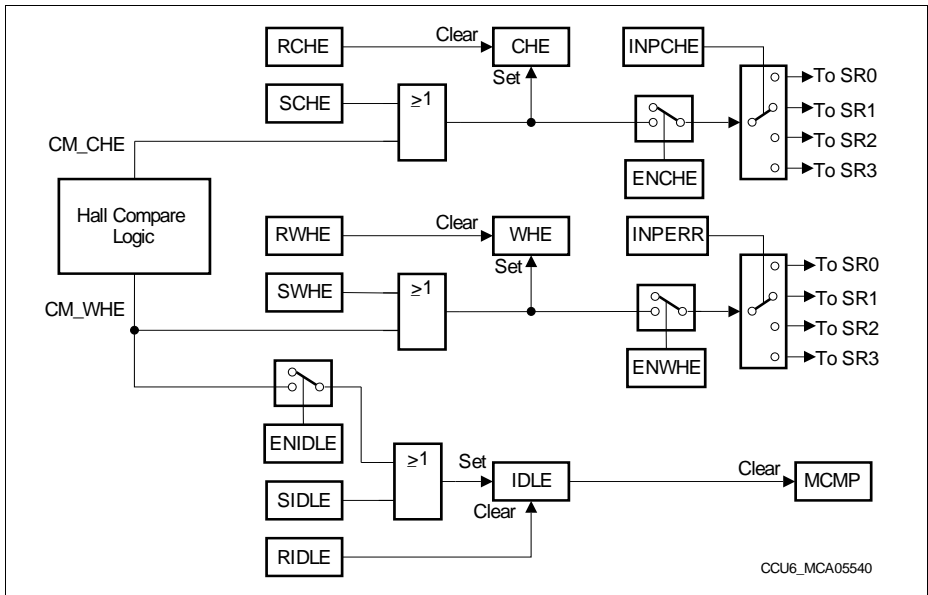 RCHE
Clear
CHE
INPCHE
Set
SCHE
≥1
To SR0
To SR1
To SR2
To SR3
CM_CHE
ENCHE
Hall Compare
Logic
RWHE
Clear
WHE
INPERR
Set
SWHE
≥1
To SR0
To SR1
To SR2
To SR3
CM_WHE
ENWHE
ENIDLE
≥1
Set
IDLE
Clear
MCMP
SIDLE
Clear
RIDLE
CCU6_MCA05540